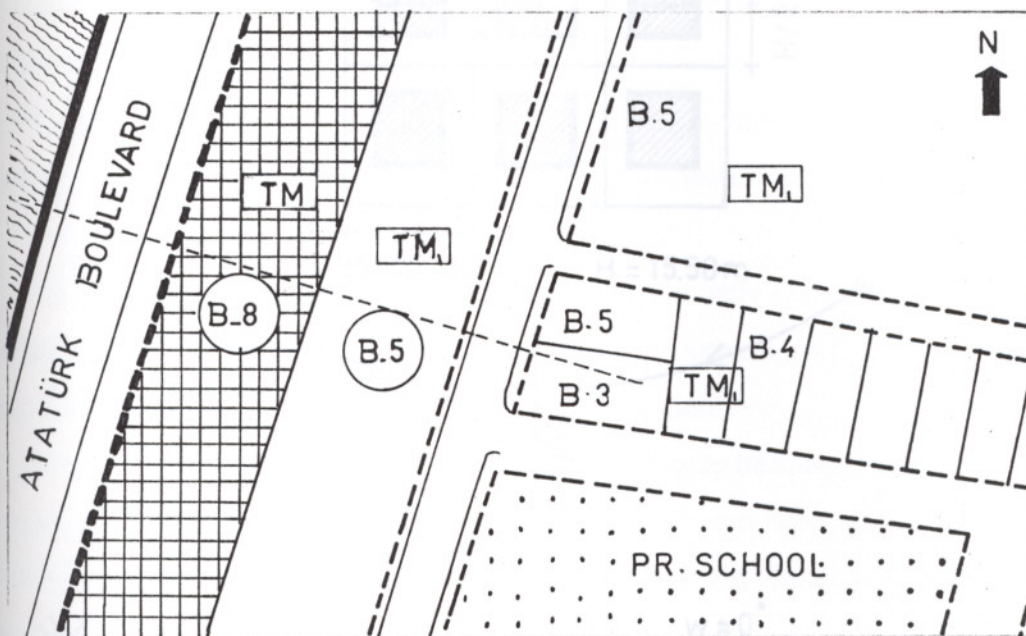 N
B.5
BOULEVARD
TM
TM₁
TM₁
B-8
B.5
B.5
B.4
ATATÜRK
B.3
TM₁
PR. SCHOOL